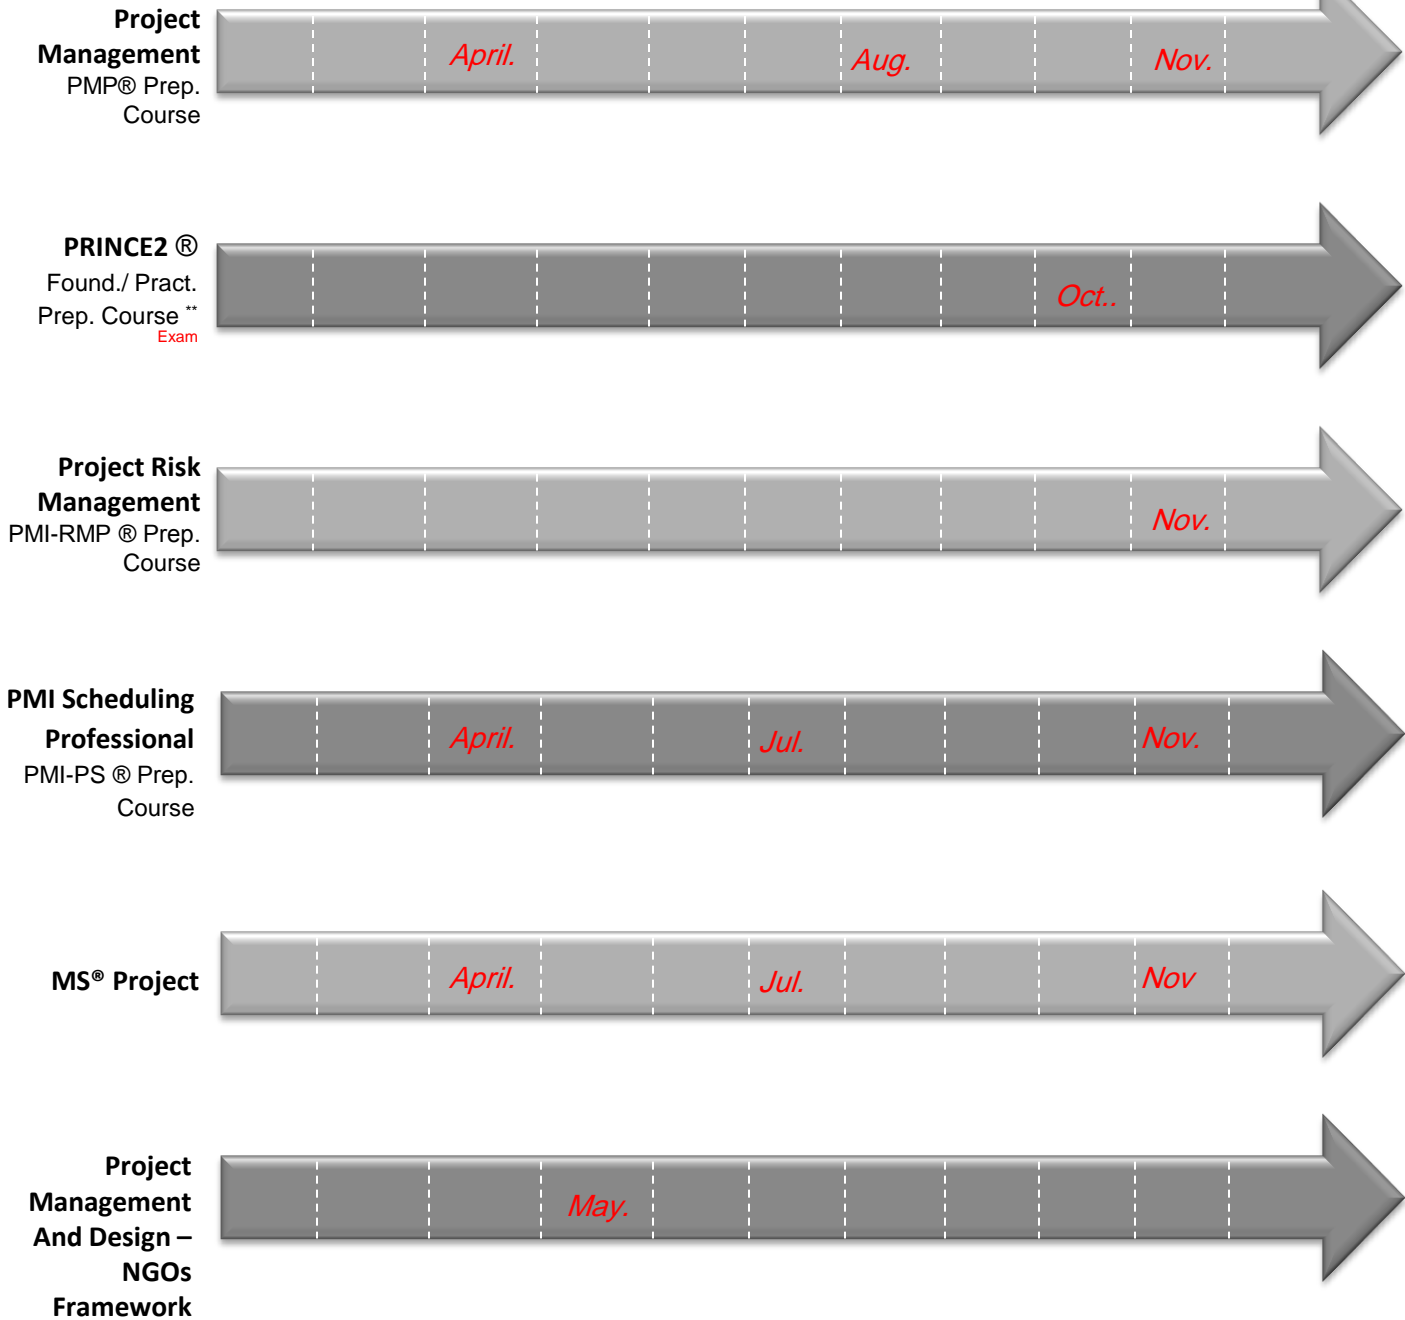 Project
Management
PMP® Prep.
Course
April.
Aug.
Nov.
PRINCE2 ®
Found./ Pract.
Prep. Course **
Exam
Oct..
Project Risk
Management
PMI-RMP ® Prep.
Course
Nov.
PMI Scheduling
Professional
PMI-PS ® Prep.
Course
April.
Jul.
Nov.
MS® Project
April.
Jul.
Nov
Project
Management
And Design –
NGOs
Framework
May.